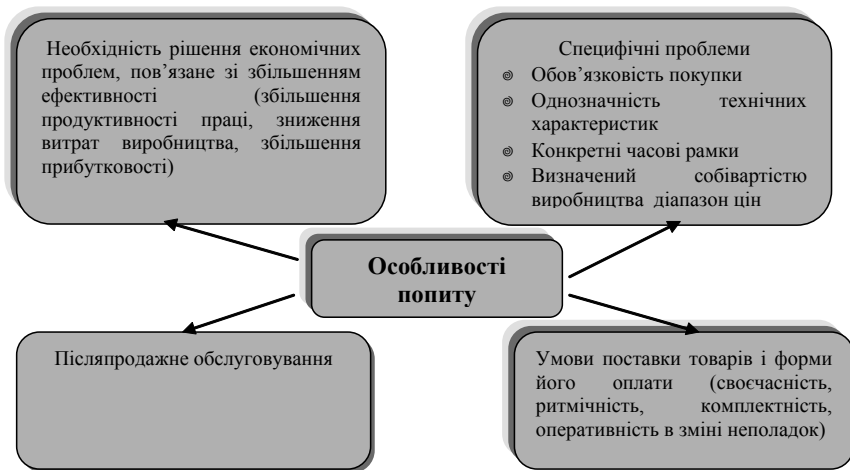 Необхідність рішення економічних
проблем, пов’язане зі збільшенням
ефективності (збільшення
продуктивності праці, зниження
витрат виробництва, збільшення
прибутковості)
Специфічні проблеми
Обов’язковість покупки
Однозначність технічних
характеристик
Конкретні часові рамки
Визначений собівартістю
виробництва діапазон цін
Особливості
попиту
Післяпродажне обслуговування
Умови поставки товарів і форми
його оплати (своєчасність,
ритмічність, комплектність,
оперативність в зміні неполадок)